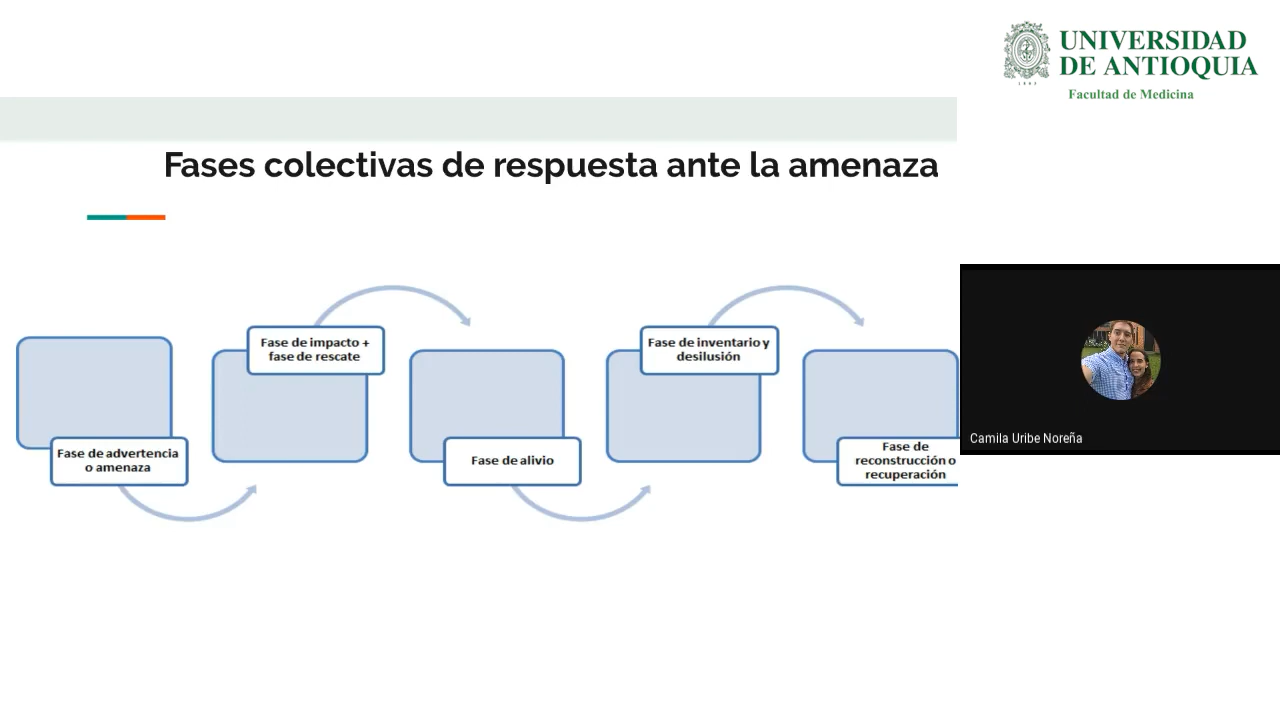 UNIVERSIDAD
DE ANTIOQUIA
1803
Facultad de Medicina
Fases colectivas de respuesta ante la amenaza
Fase de advertencia
o amenaza
Fase de impacto +
fase de rescate
Fase de alivio
Fase de inventario y
desilusión
Fase de
reconstrucción o
recuperación
Camila Uribe Noreña